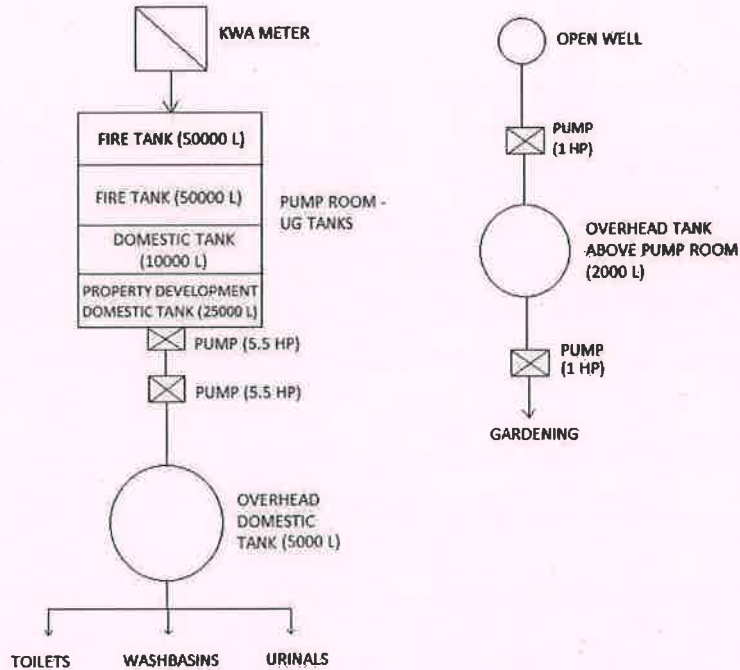 KWA METER
FIRE TANK (50000 L)
FIRE TANK (50000 L)
DOMESTIC TANK
(10000 L)
PROPERTY DEVELOPMENT
DOMESTIC TANK (25000 L)
PUMP ROOM -
UG TANKS
PUMP (5.5 HP)
PUMP (5.5 HP)
OVERHEAD
DOMESTIC
TANK (5000 L)
TOILETS
WASHBASINS
URINALS
OPEN WELL
PUMP
(1 HP)
OVERHEAD TANK
ABOVE PUMP ROOM
(2000 L)
PUMP
(1 HP)
GARDENING